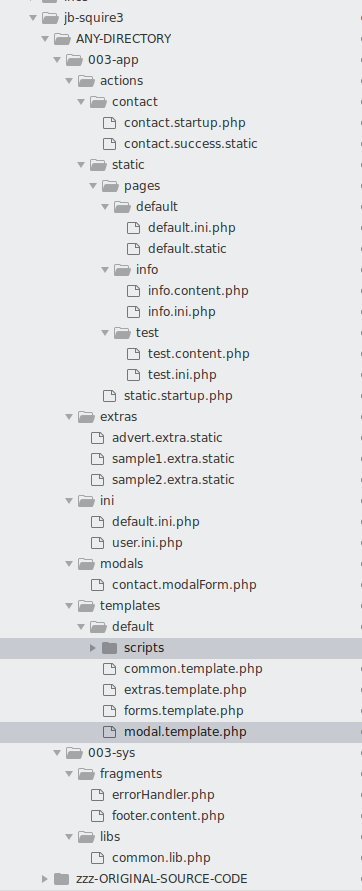 jb-squire3
ANY-DIRECTORY
003-app
actions
contact
contact.startup.php
contact.success.static
static
pages
default
default.ini.php
default.static
info
info.content.php
info.ini.php
test
test.content.php
test.ini.php
static.startup.php
extras
advert.extra.static
sample1.extra.static
sample2.extra.static
ini
default.ini.php
user.ini.php
modals
contact.modalForm.php
templates
default
scripts
common.template.php
extras.template.php
forms.template.php
modal.template.php
003-sys
fragments
errorHandler.php
footer.content.php
libs
common.lib.php
zzz-ORIGINAL-SOURCE-CODE